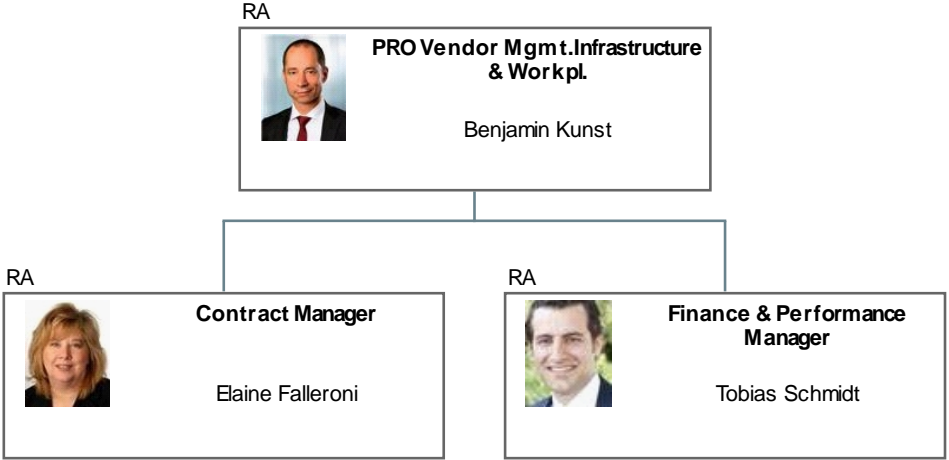 RA
PRO Vendor Mgmt.Infrastructure
& Workpl.
Benjamin Kunst
RA
Contract Manager
Elaine Falleroni
RA
Finance & Performance
Manager
Tobias Schmidt